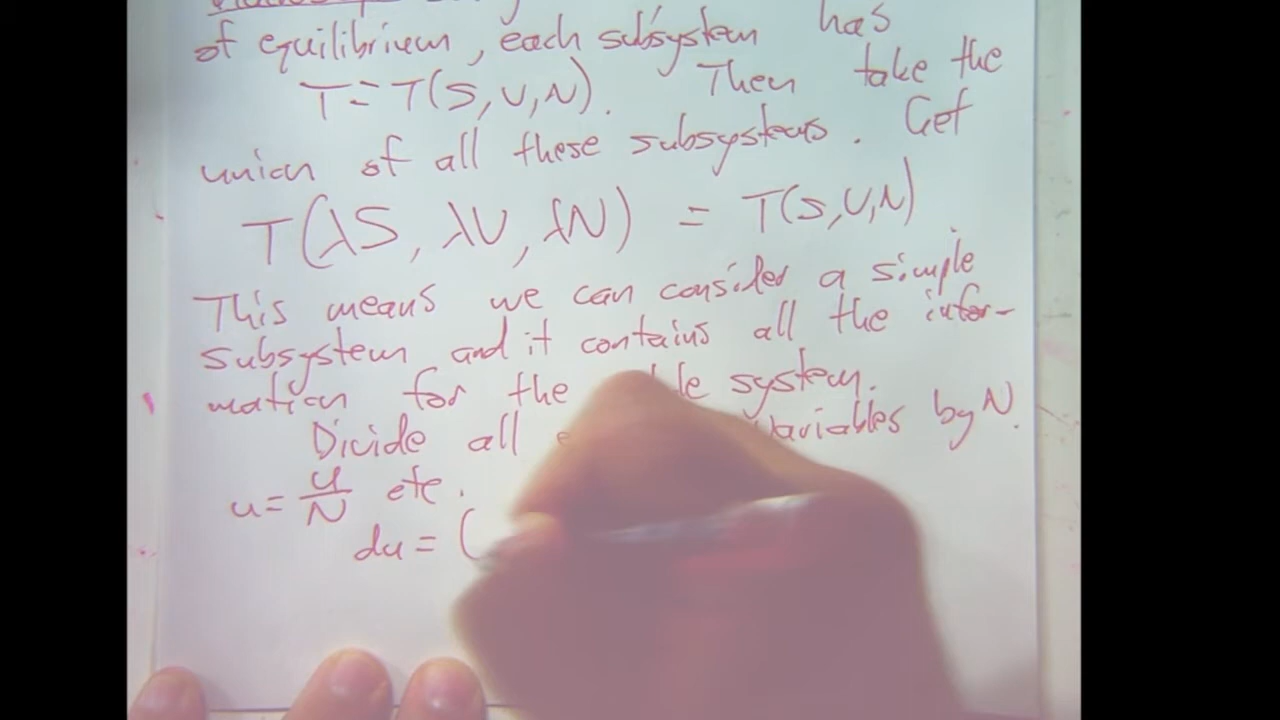 of equilibrium, each subsystem has
T = T(S, V, N). Then take the
union of all these subsystems. Get
T(λS, λV, λN) = T(S, V, N)
This means we can consider a simple
subsystem and it contains all the infor-
mation for the system.
Divide all variables by N.
u = U/N etc.
du = (